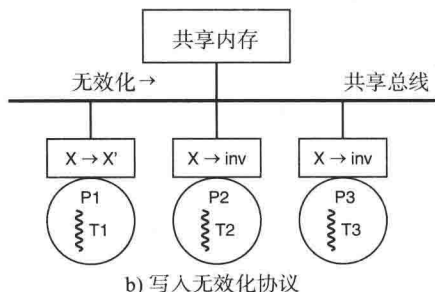 共享内存
无效化→ 共享总线
X → X' X → inv X → inv
P1 P2 P3
T1 T2 T3
b) 写入无效化协议